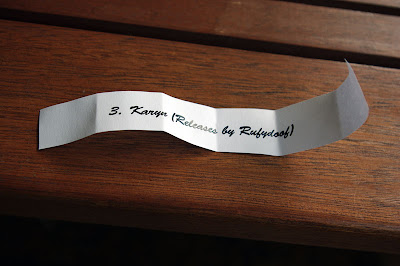 3. Karyn (Releases by Rufydoof)